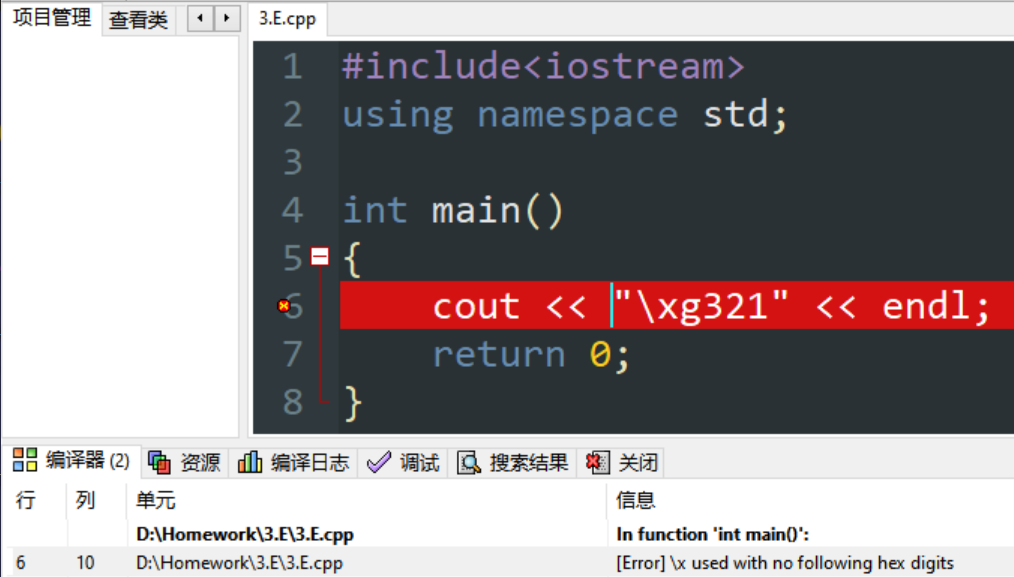 项目管理 查看类 3.E.cpp
1 #include<iostream>
2 using namespace std;
3
4 int main()
5 {
6 cout << "\xg321" << endl;
7 return 0;
8 }
编译器 (2) 资源 编译日志 调试 搜索结果 关闭
行 列 单元 信息
D:\Homework\3.E\3.E.cpp In function 'int main()':
6 10 D:\Homework\3.E\3.E.cpp [Error] \x used with no following hex digits